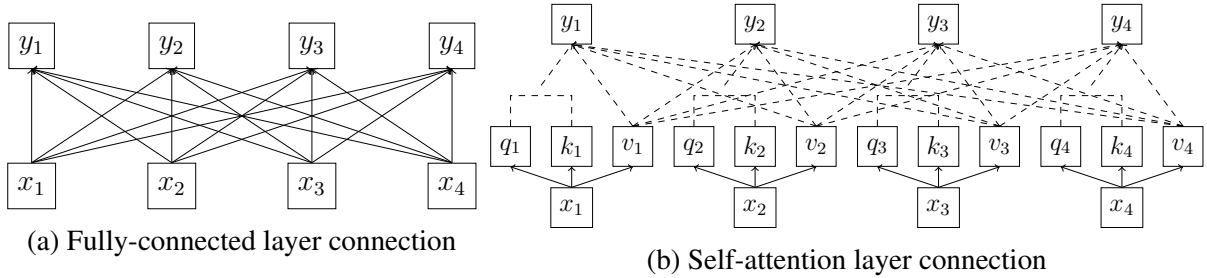 y₁ y₂ y₃ y₄
x₁ x₂ x₃ x₄
(a) Fully-connected layer connection
y₁ y₂ y₃ y₄
q₁ k₁ v₁ q₂ k₂ v₂ q₃ k₃ v₃ q₄ k₄ v₄
x₁ x₂ x₃ x₄
(b) Self-attention layer connection